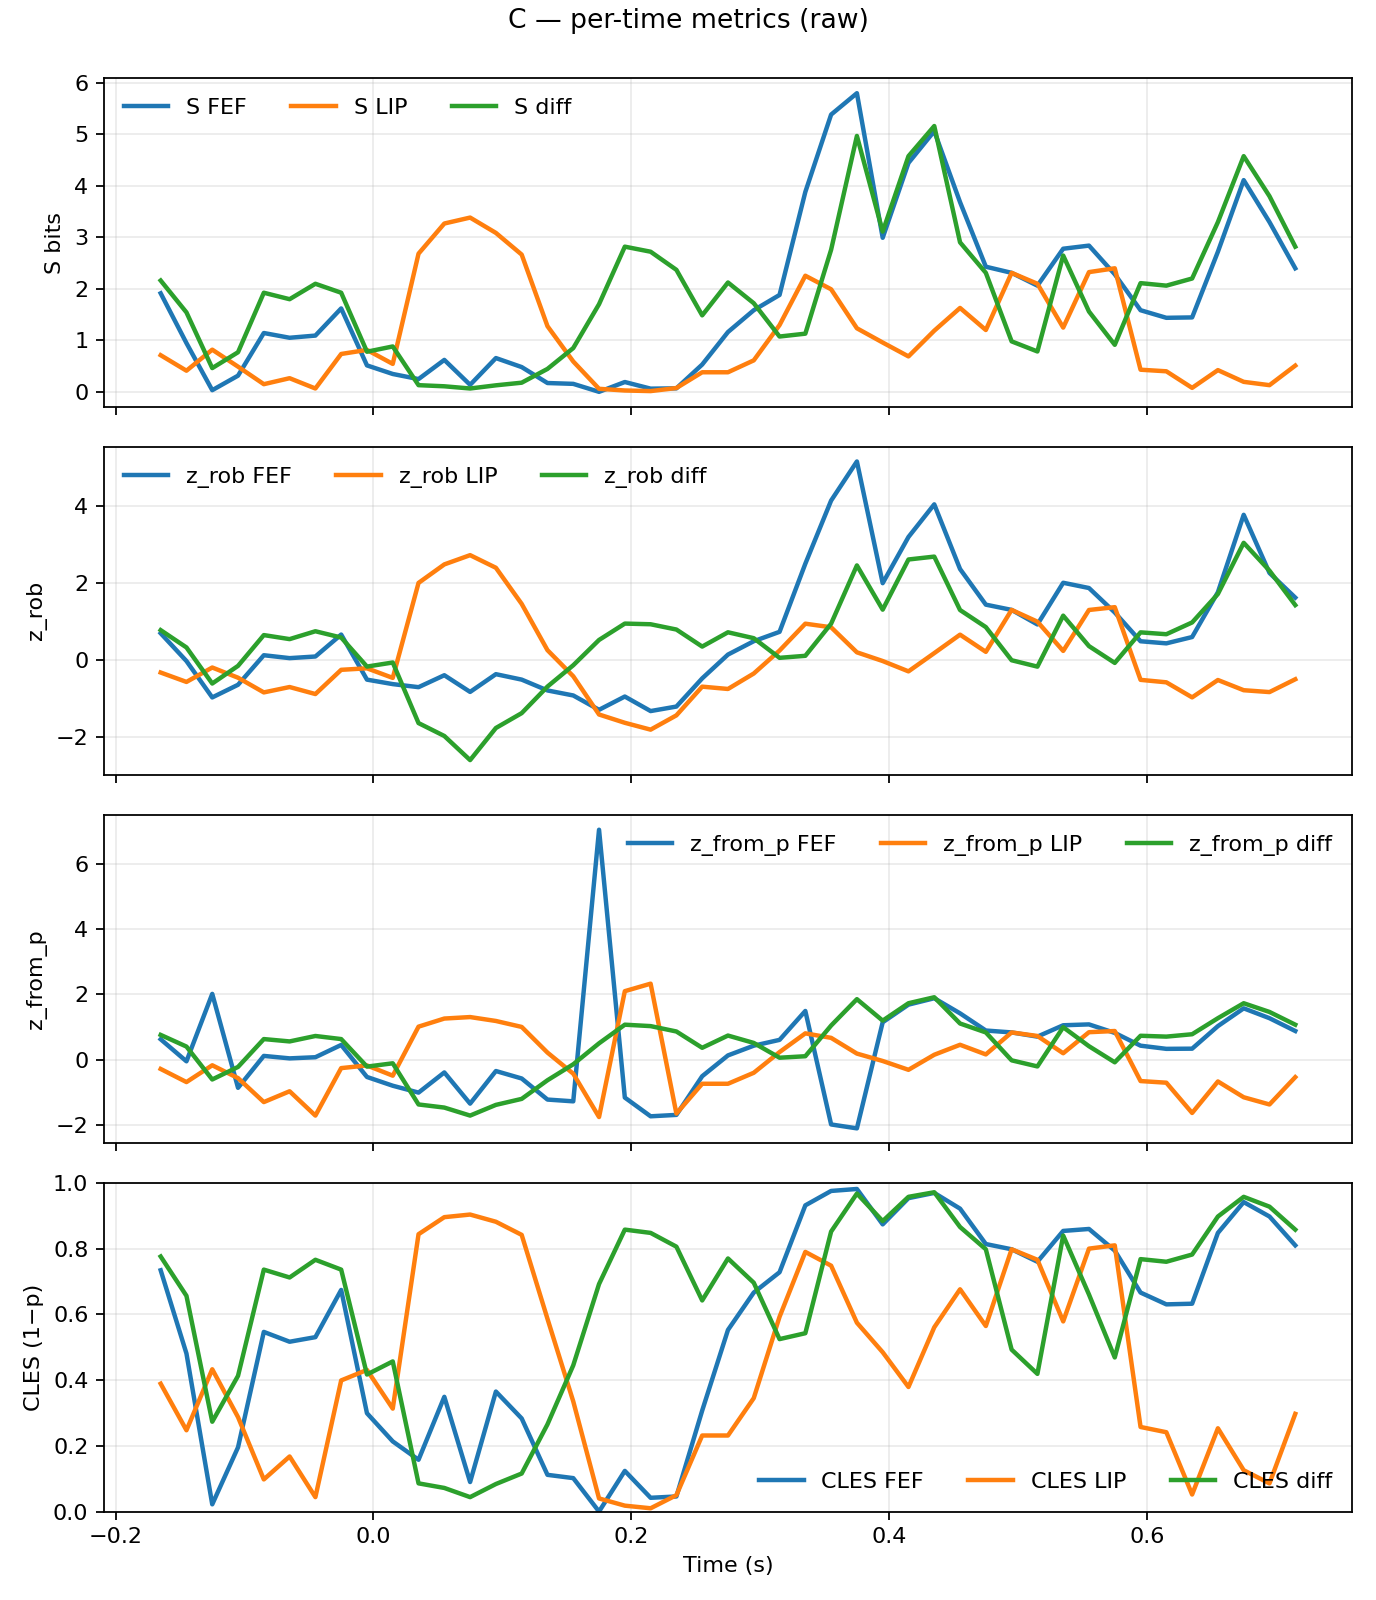 C — per-time metrics (raw)
6
5
4
3
2
1
0
S bits
S FEF
S LIP
S diff
4
2
0
−2
z_rob
z_rob FEF
z_rob LIP
z_rob diff
6
4
2
0
−2
z_from_p
z_from_p FEF
z_from_p LIP
z_from_p diff
1.0
0.8
0.6
0.4
0.2
0.0
CLES (1−p)
CLES FEF
CLES LIP
CLES diff
−0.2
0.0
0.2
0.4
0.6
Time (s)